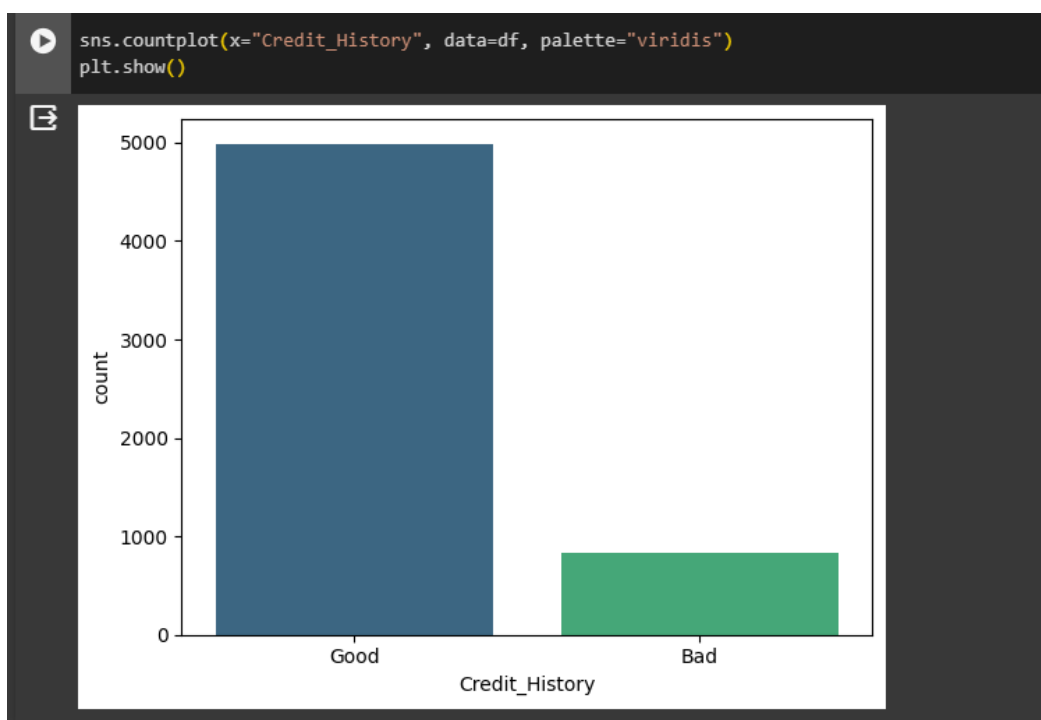 sns.countplot(x="Credit_History", data=df, palette="viridis")
plt.show()
5000
4000
3000
2000
1000
0
count
Good Bad
Credit_History